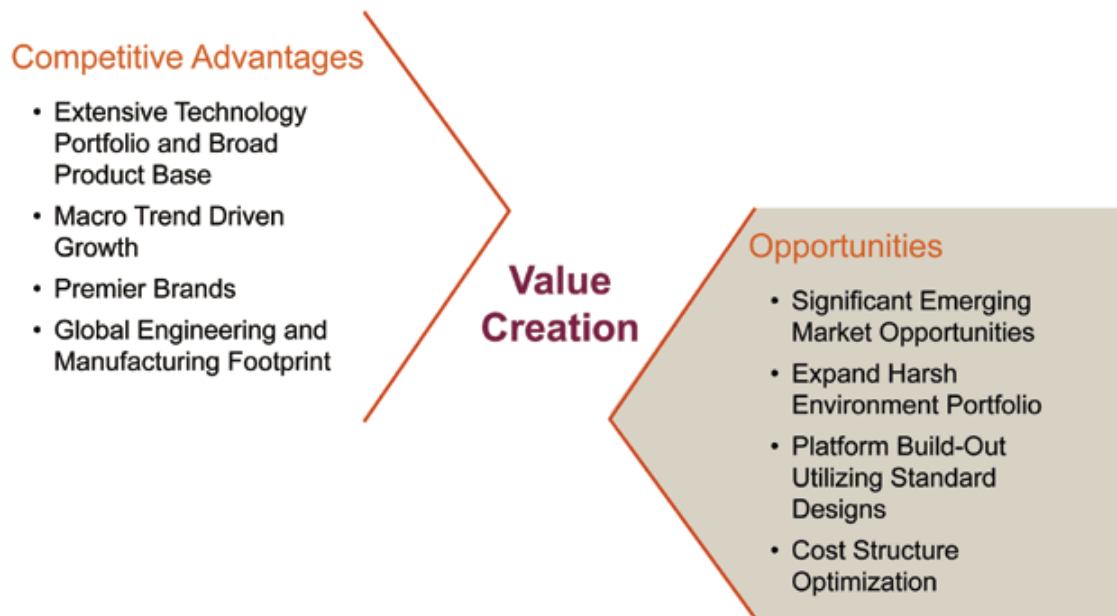 Competitive Advantages
• Extensive Technology
Portfolio and Broad
Product Base
• Macro Trend Driven
Growth
• Premier Brands
• Global Engineering and
Manufacturing Footprint
Value
Creation
Opportunities
• Significant Emerging
Market Opportunities
• Expand Harsh
Environment Portfolio
• Platform Build-Out
Utilizing Standard
Designs
• Cost Structure
Optimization